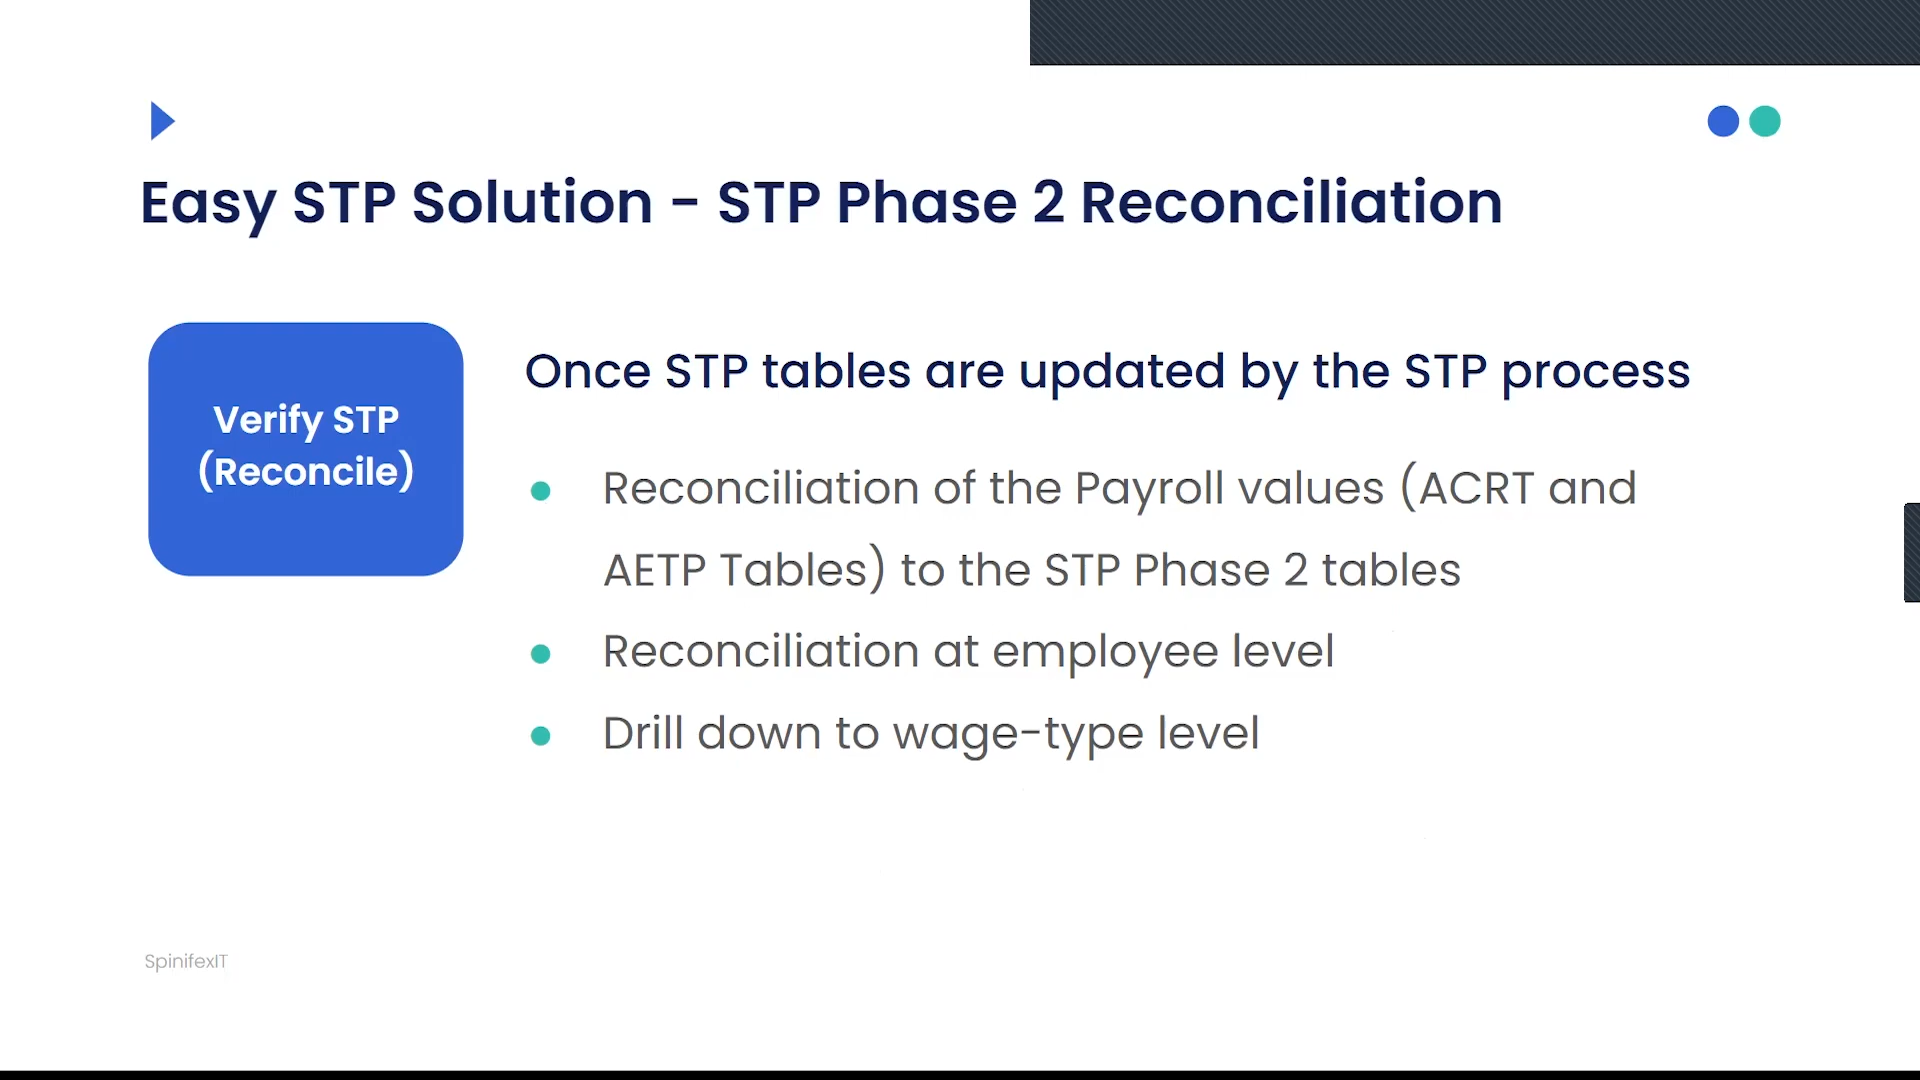 Easy STP Solution - STP Phase 2 Reconciliation
Verify STP
(Reconcile)
Once STP tables are updated by the STP process
Reconciliation of the Payroll values (ACRT and
AETP Tables) to the STP Phase 2 tables
Reconciliation at employee level
Drill down to wage-type level
SpinifexIT